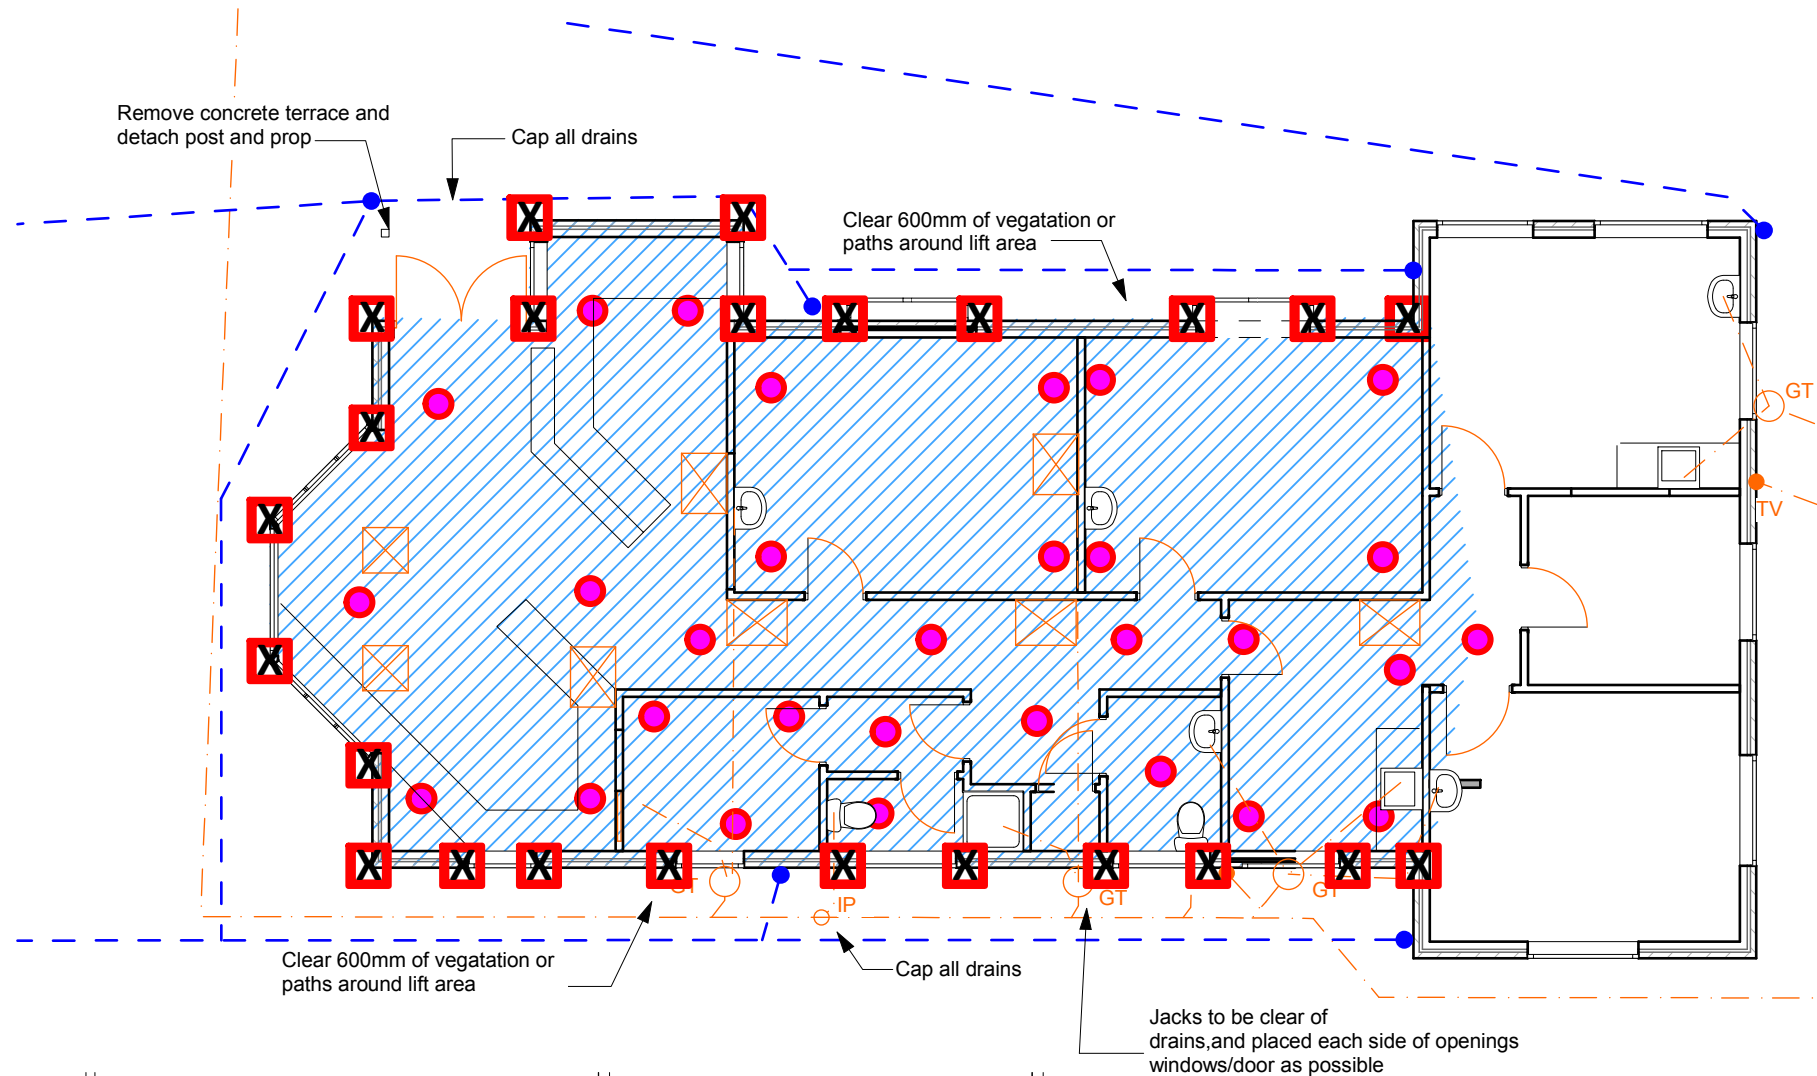 Remove concrete terrace and
detach post and prop
Cap all drains
Clear 600mm of vegatation or
paths around lift area
X X
X X X X X X X X
X
X
X
X
X X X X X X X X X X
GT
TV
GT
IP
GT
GT
Clear 600mm of vegatation or
paths around lift area
Cap all drains
Jacks to be clear of
drains,and placed each side of openings
windows/door as possible